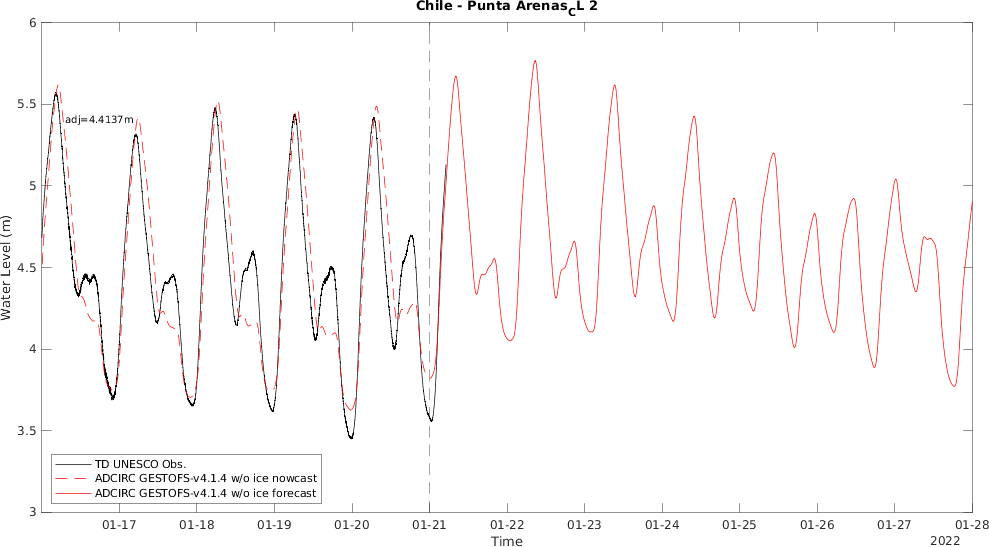 Chile - Punta Arenas_CL 2
6
5.5
5
4.5
4
3.5
3
Water Level (m)
adj=4.4137m
TD UNESCO Obs.
ADCIRC GESTOFS-v4.1.4 w/o ice nowcast
ADCIRC GESTOFS-v4.1.4 w/o ice forecast
01-17 01-18 01-19 01-20 01-21 01-22 01-23 01-24 01-25 01-26 01-27 01-28
Time
2022